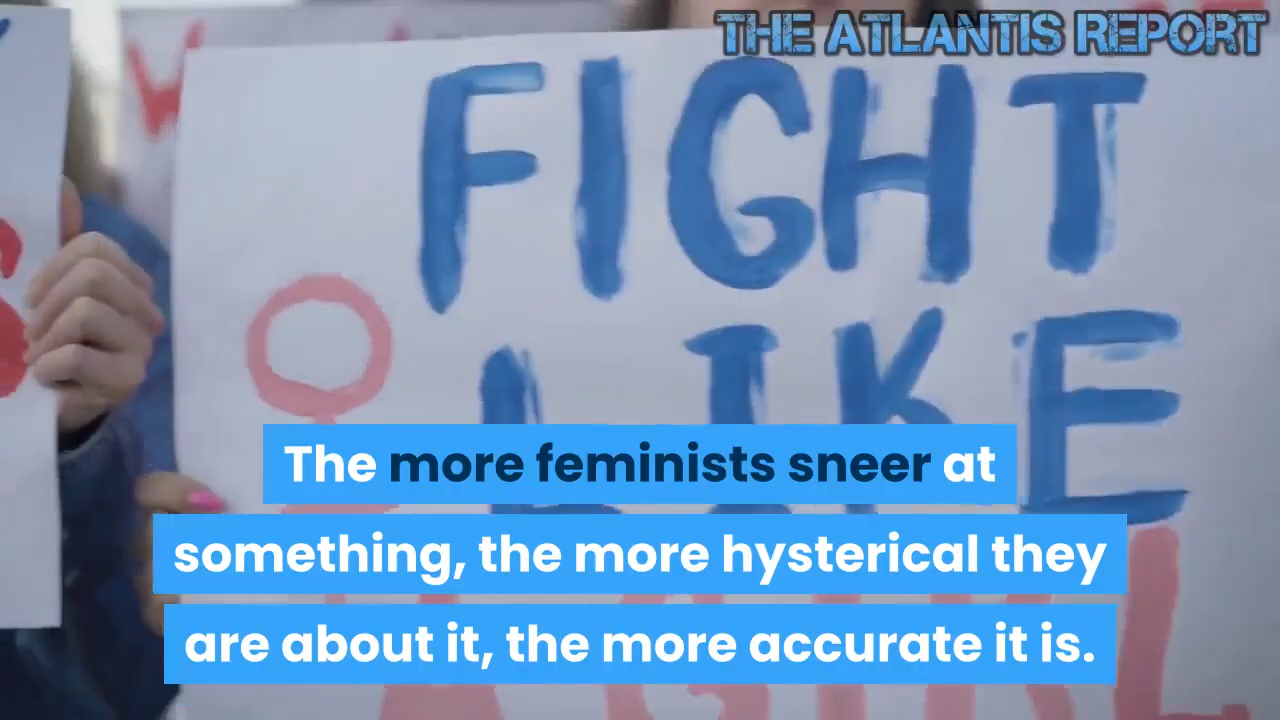 THE ATLANTIS REPORT
FIGHT
LIKE
The more feminists sneer at
something, the more hysterical they
are about it, the more accurate it is.